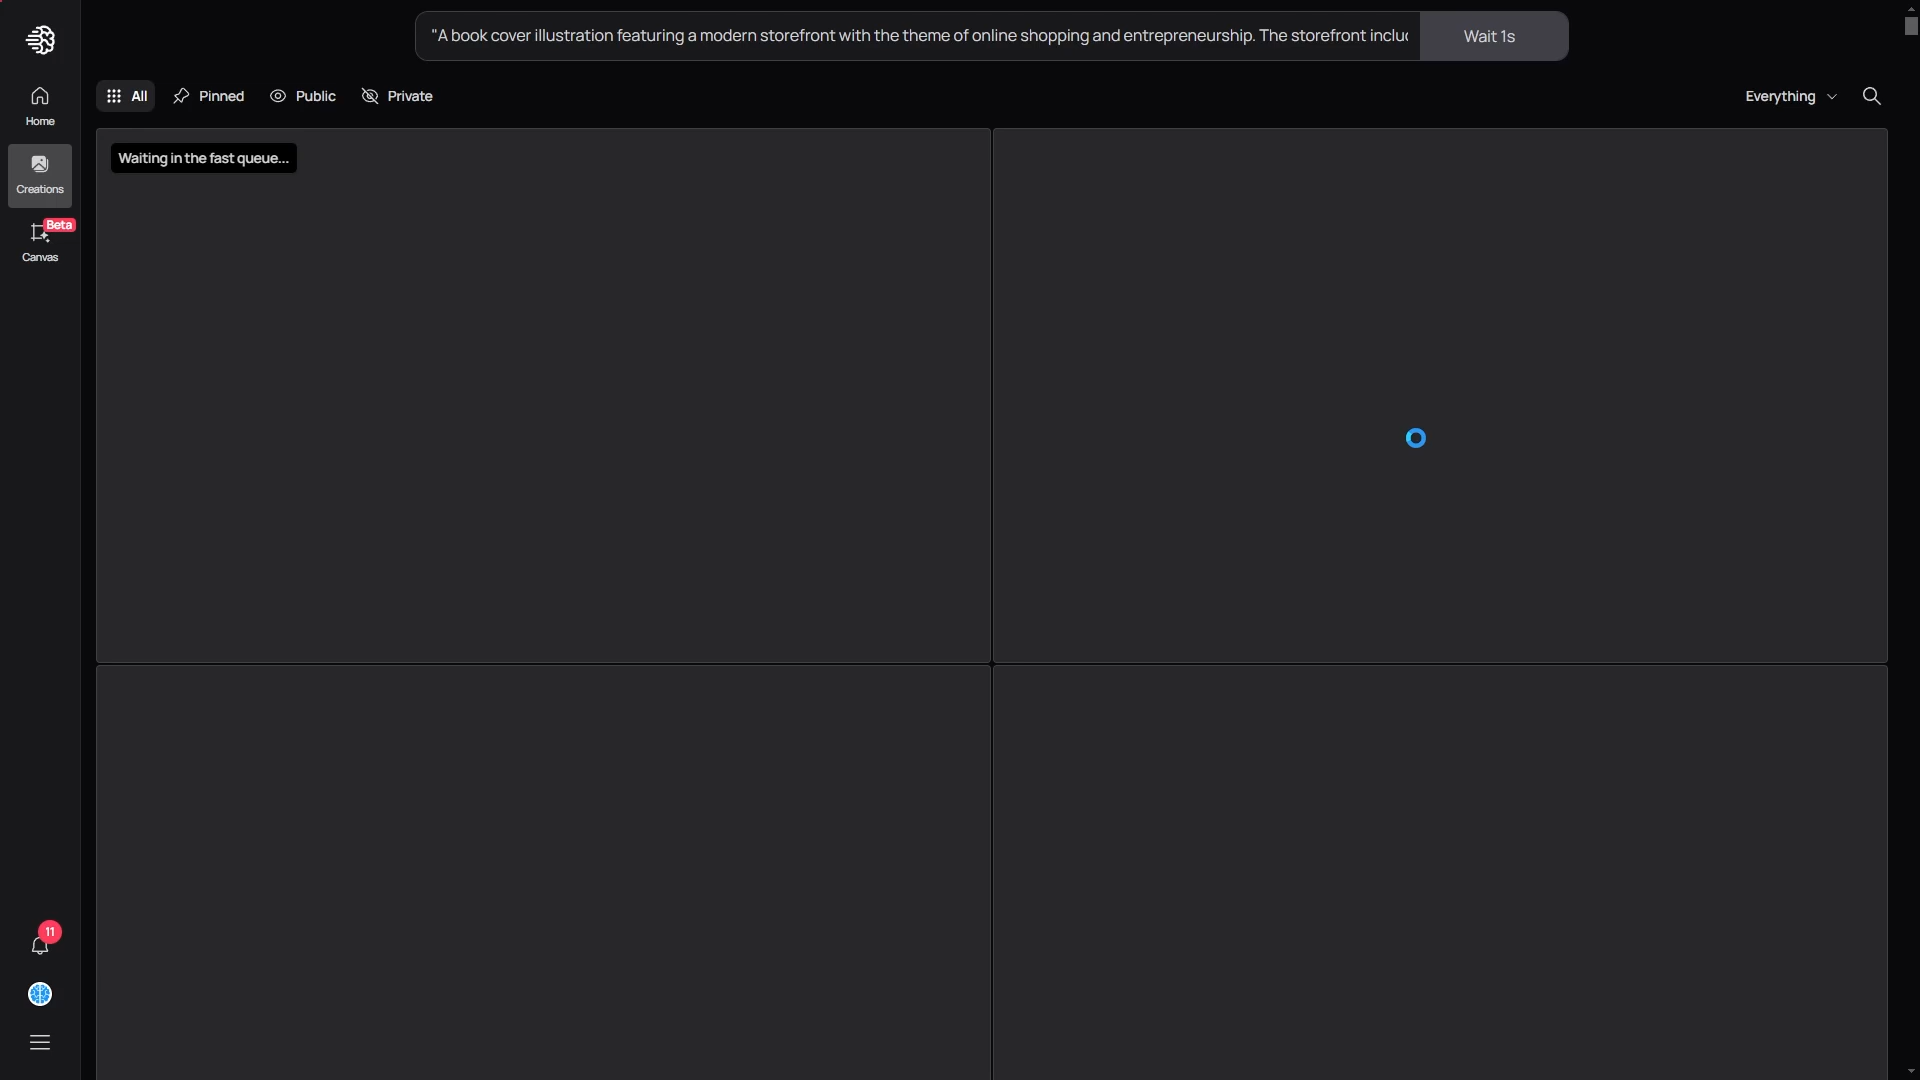 "A book cover illustration featuring a modern storefront with the theme of online shopping and entrepreneurship. The storefront
Wait 1s
Home
Creations
Beta
Canvas
All
Pinned
Public
Private
Everything
Waiting in the fast queue...
11